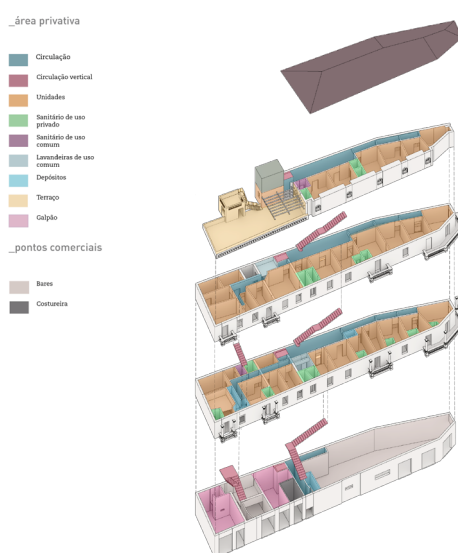 _área privativa
Circulação
Circulação vertical
Unidades
Sanitário de uso
privado
Sanitário de uso
comum
Lavandeiras de uso
comum
Depósitos
Terraço
Galpão
_pontos comerciais
Bares
Costureira